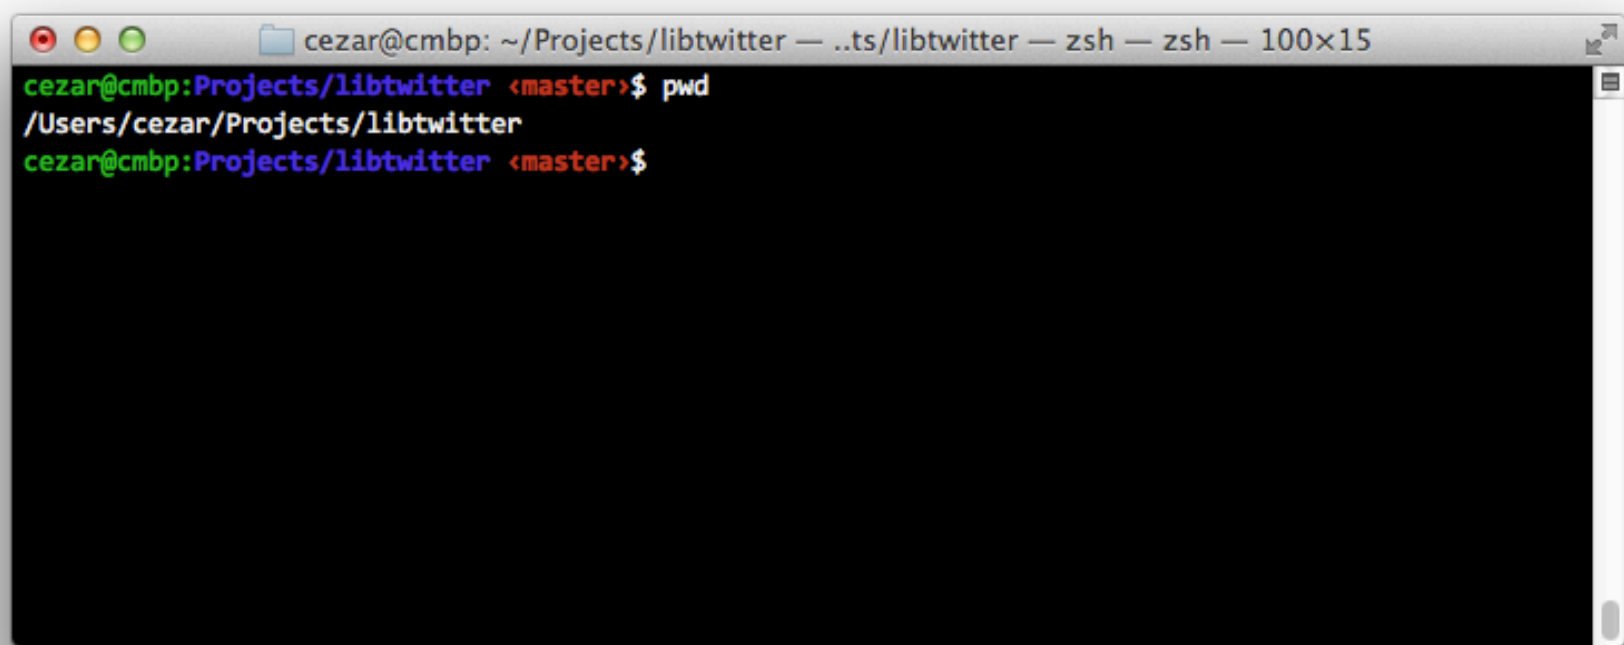 cezar@cmbp: ~/Projects/libtwitter — ..ts/libtwitter — zsh — zsh — 100×15
cezar@cmbp:Projects/libtwitter ‹master›$ pwd
/Users/cezar/Projects/libtwitter
cezar@cmbp:Projects/libtwitter ‹master›$